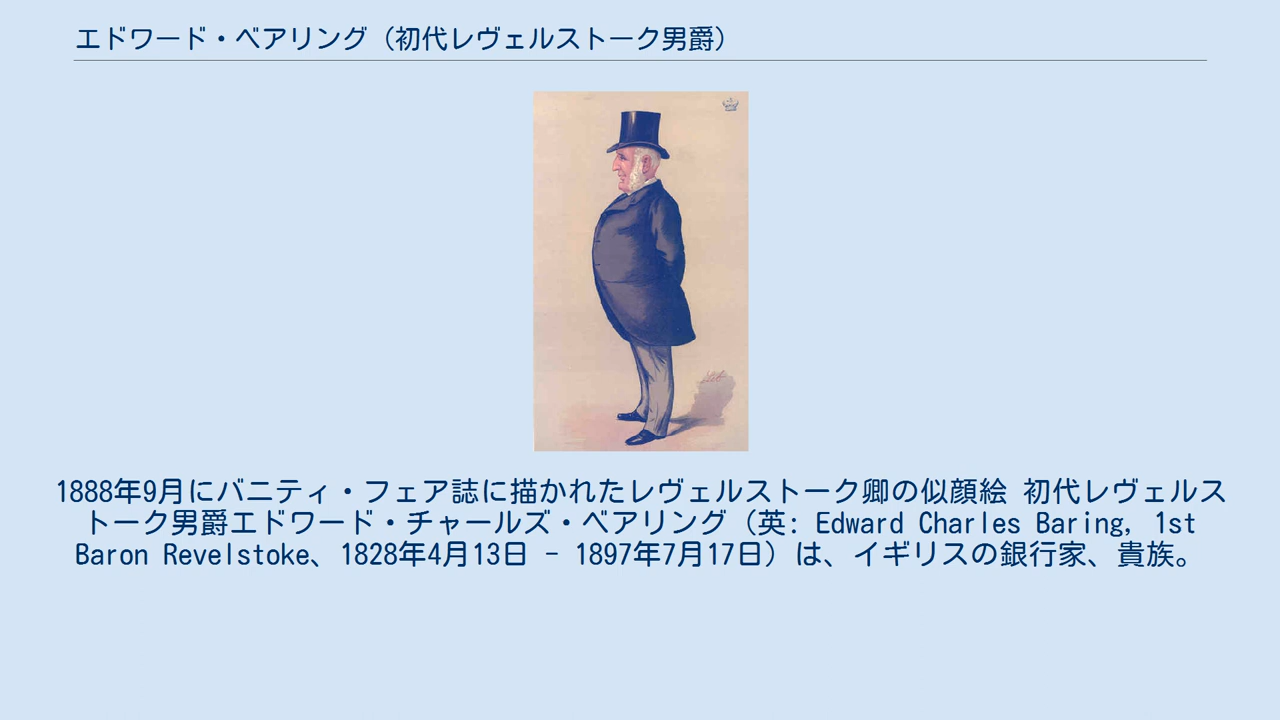 エドワード・ベアリング（初代レヴェルストーク男爵）
1888年9月にバニティ・フェア誌に描かれたレヴェルストーク卿の似顔絵 初代レヴェルス
トーク男爵エドワード・チャールズ・ベアリング（英: Edward Charles Baring, 1st
Baron Revelstoke、1828年4月13日 - 1897年7月17日）は、イギリスの銀行家、貴族。